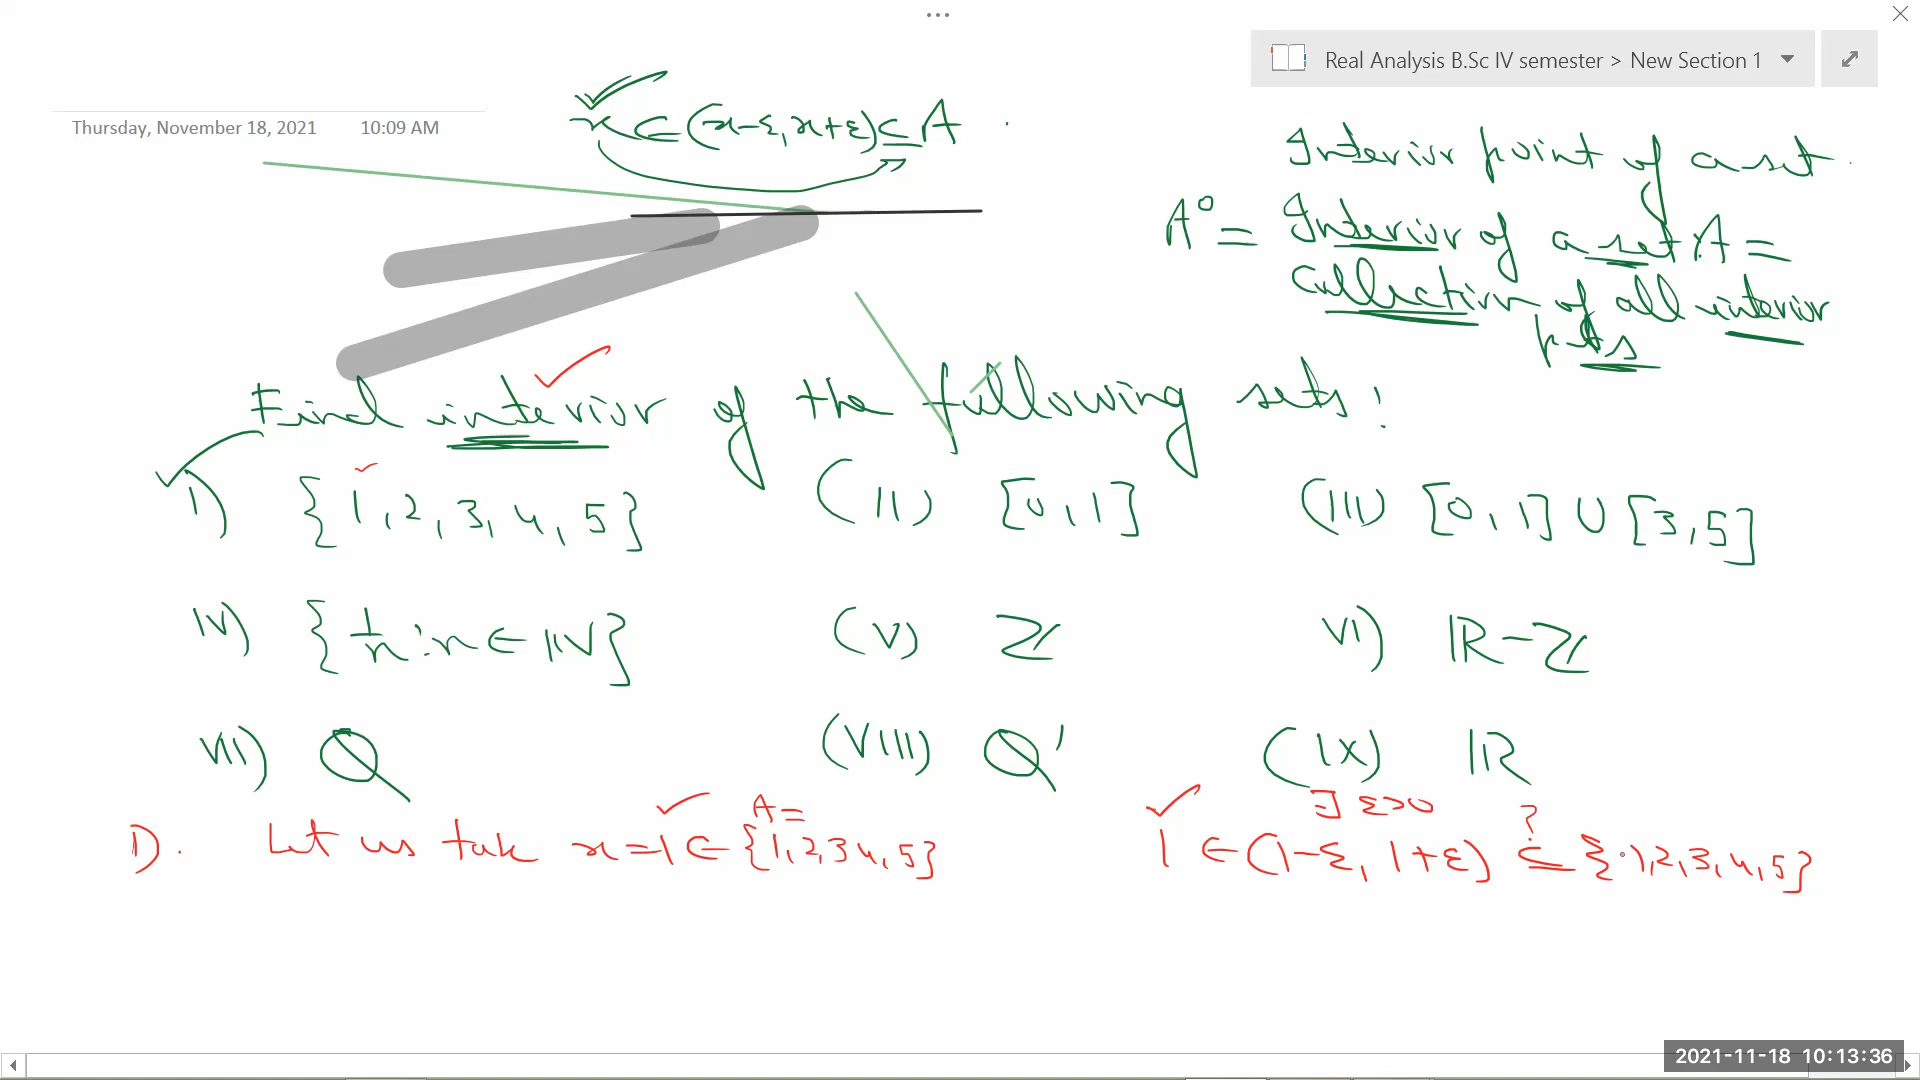 Real Analysis B.Sc IV semester > New Section 1
Thursday, November 18, 2021 10:09 AM
x ∈ (x-ε, x+ε) ⊆ A
Interior point of a set.
A° = Interior of a set A =
collection of all interior
pts
Find interior of the following sets:
I) {1, 2, 3, 4, 5} (II) [0, 1] (III) [0, 1] ∪ [3, 5]
IV) {1/n : n ∈ IN} (V) ℤ VI) ℝ - ℤ
VII) Q (VIII) Q' (IX) ℝ
A = ∃ ε>0 ?
1). Let us take x=1 ∈ {1, 2, 3 4, 5} 1 ∈ (1-ε, 1+ε) ⊆ {1, 2, 3, 4, 5}
2021-11-18 10:13:36